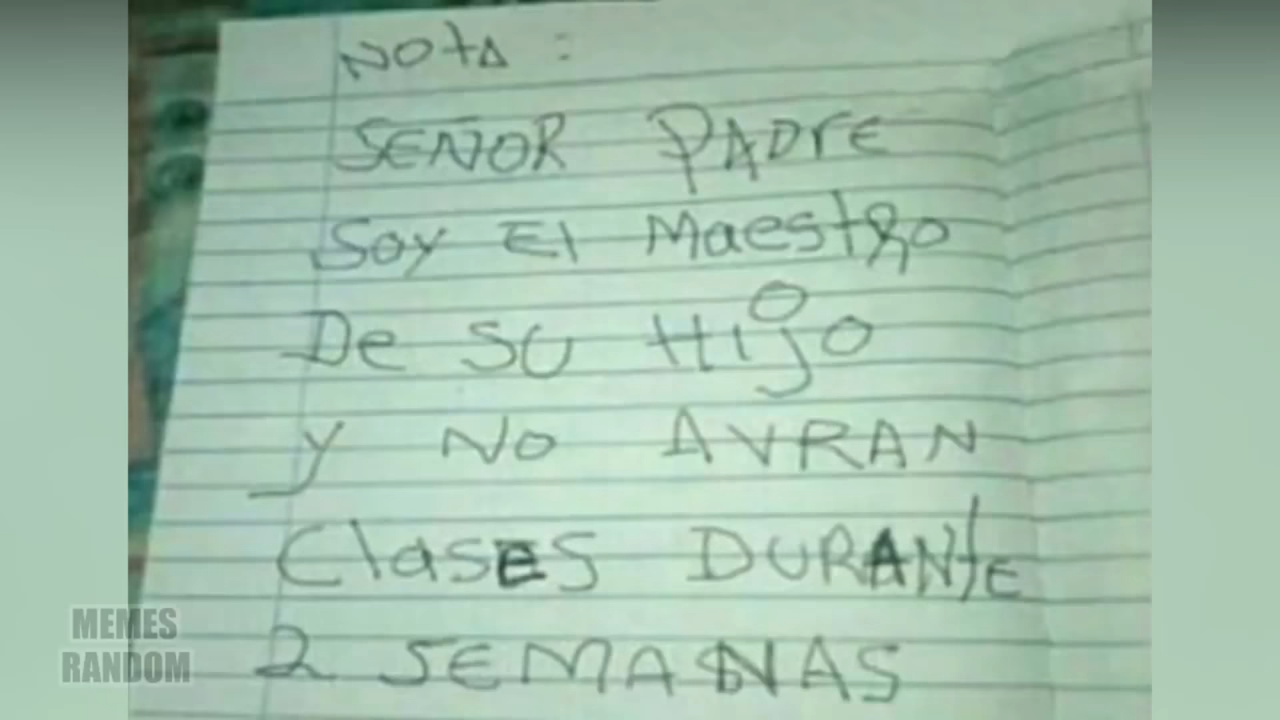 NOtA :
SEÑOR PADrE
Soy El MaestRo
De SU HijO
y No AVRAN
ClasES DURANtE
2 SEMANAS
MEMES
RANDOM